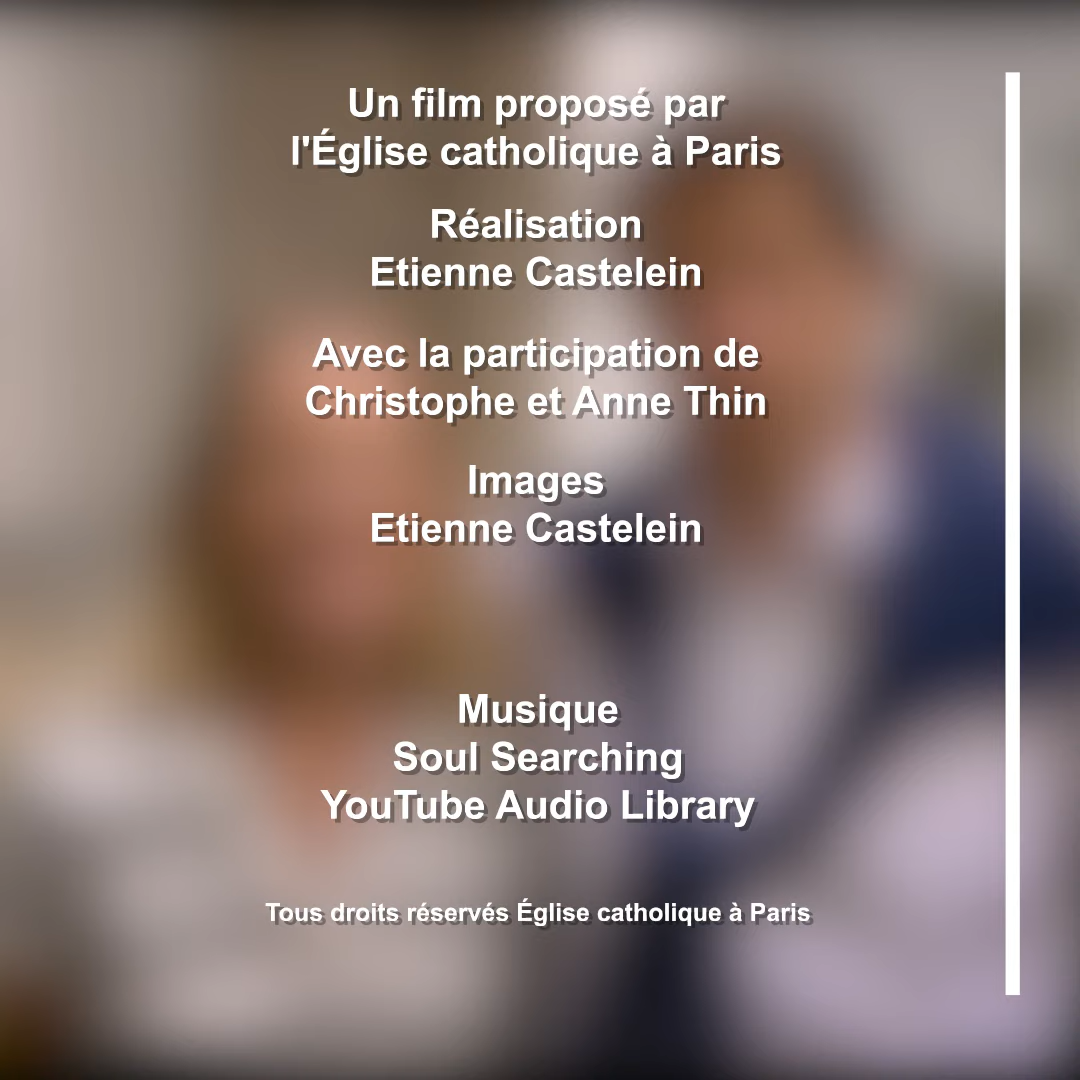 Un film proposé par
l'Église catholique à Paris
Réalisation
Etienne Castelein
Avec la participation de
Christophe et Anne Thin
Images
Etienne Castelein
Musique
Soul Searching
YouTube Audio Library
Tous droits réservés Église catholique à Paris